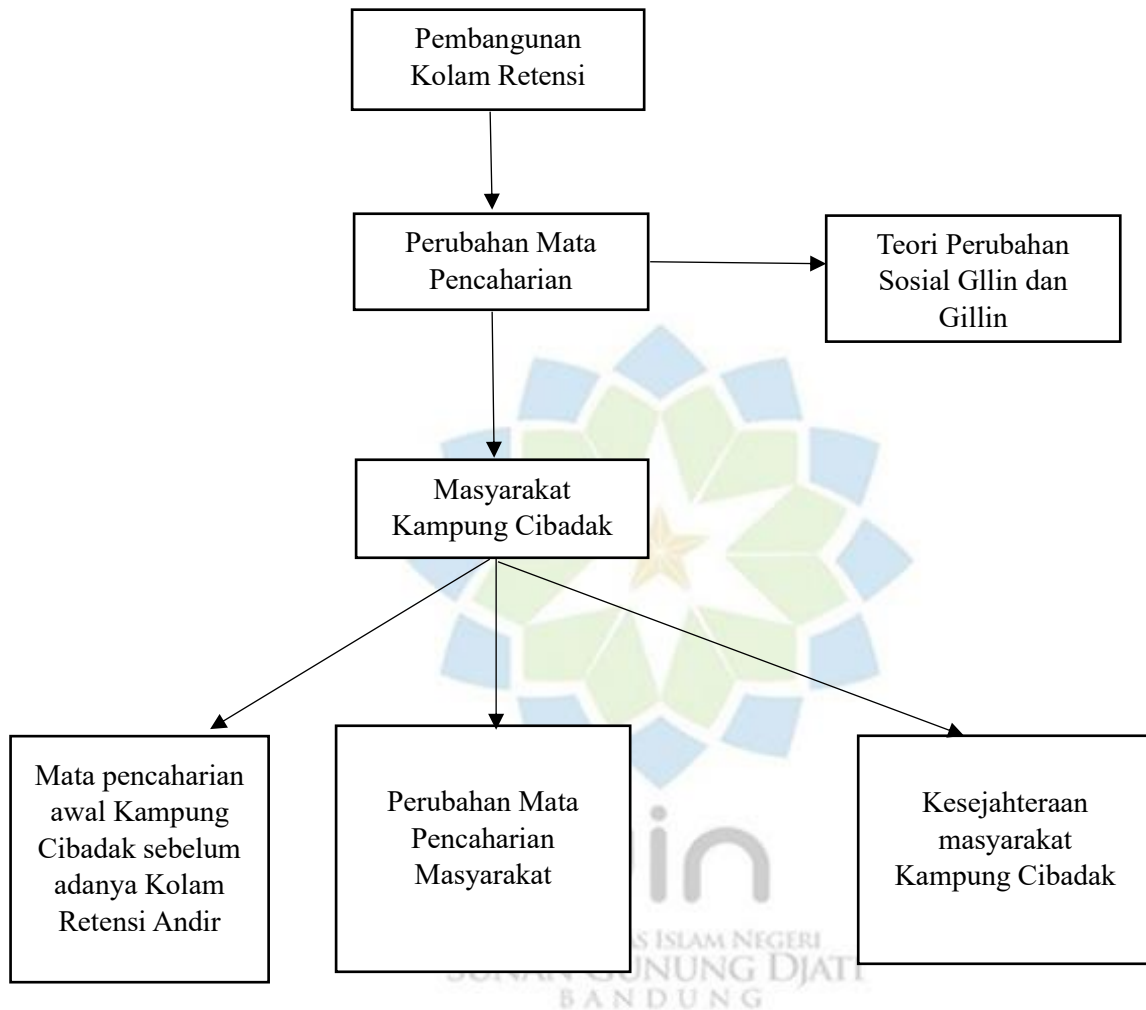 Pembangunan
Kolam Retensi
Perubahan Mata
Pencaharian
Teori Perubahan
Sosial Gllin dan
Gillin
Masyarakat
Kampung Cibadak
Mata pencaharian
awal Kampung
Cibadak sebelum
adanya Kolam
Retensi Andir
Perubahan Mata
Pencaharian
Masyarakat
Kesejahteraan
masyarakat
Kampung Cibadak
ISLAM NEGERI
SUNAN GUNUNG DJATI
BANDUNG